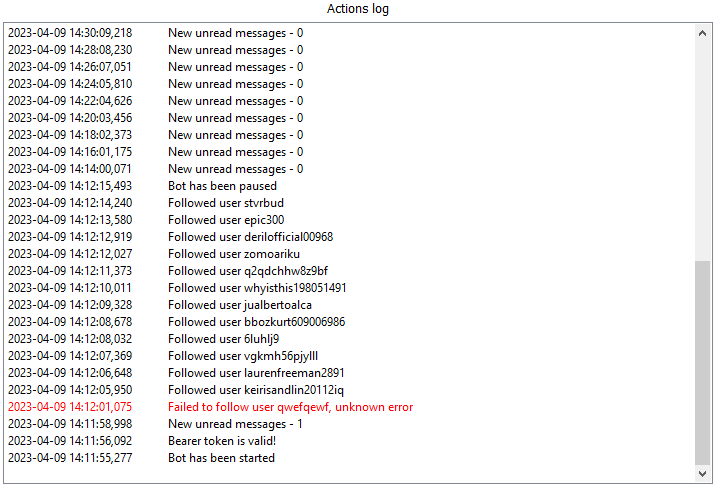 Actions log
2023-04-09 14:30:09,218 New unread messages - 0
2023-04-09 14:28:08,230 New unread messages - 0
2023-04-09 14:26:07,051 New unread messages - 0
2023-04-09 14:24:05,810 New unread messages - 0
2023-04-09 14:22:04,626 New unread messages - 0
2023-04-09 14:20:03,456 New unread messages - 0
2023-04-09 14:18:02,373 New unread messages - 0
2023-04-09 14:16:01,175 New unread messages - 0
2023-04-09 14:14:00,071 New unread messages - 0
2023-04-09 14:12:15,493 Bot has been paused
2023-04-09 14:12:14,240 Followed user stvrbud
2023-04-09 14:12:13,580 Followed user epic300
2023-04-09 14:12:12,919 Followed user derilofficial00968
2023-04-09 14:12:12,027 Followed user zomoariku
2023-04-09 14:12:11,373 Followed user q2qdchhw8z9bf
2023-04-09 14:12:10,011 Followed user whyisthis198051491
2023-04-09 14:12:09,328 Followed user jualbertoalca
2023-04-09 14:12:08,678 Followed user bbozkurt609006986
2023-04-09 14:12:08,032 Followed user 6luhlj9
2023-04-09 14:12:07,369 Followed user vgkmh56pjylll
2023-04-09 14:12:06,648 Followed user laurenfreeman2891
2023-04-09 14:12:05,950 Followed user keirisandlin20112iq
2023-04-09 14:12:01,075 Failed to follow user qwefqewf, unknown error
2023-04-09 14:11:58,998 New unread messages - 1
2023-04-09 14:11:56,092 Bearer token is valid!
2023-04-09 14:11:55,277 Bot has been started